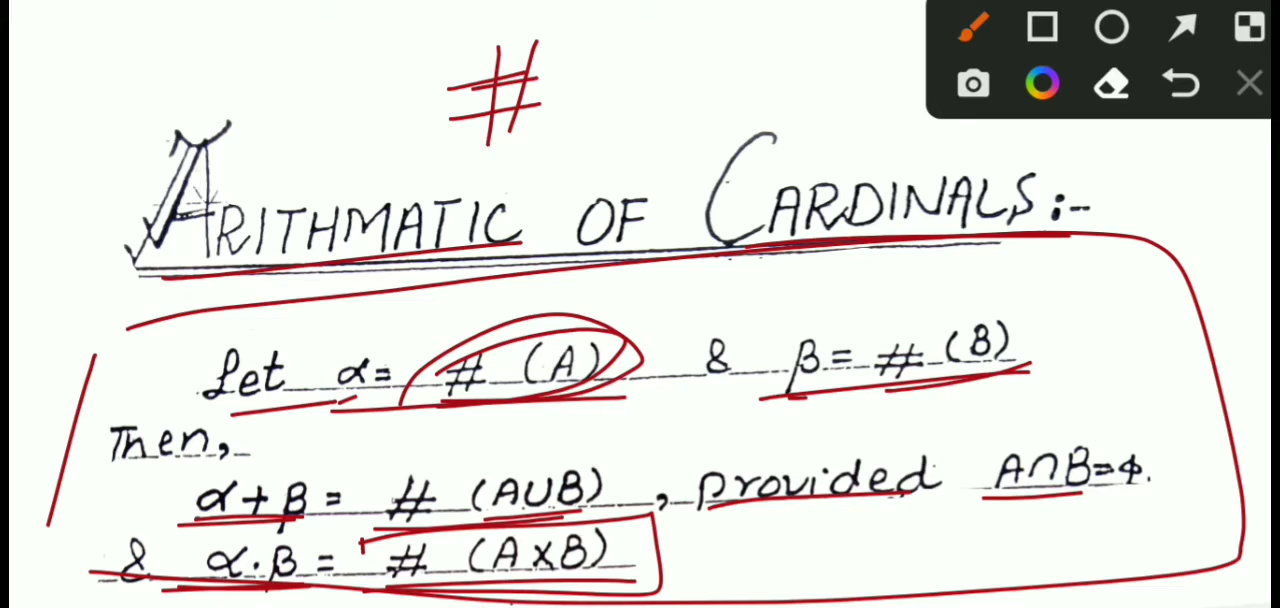 #
ARITHMATIC OF CARDINALS:-
Let α = # (A) & β = # (B)
Then,
α + β = # (A∪B), provided A∩B=ϕ.
& α·β = # (A×B)